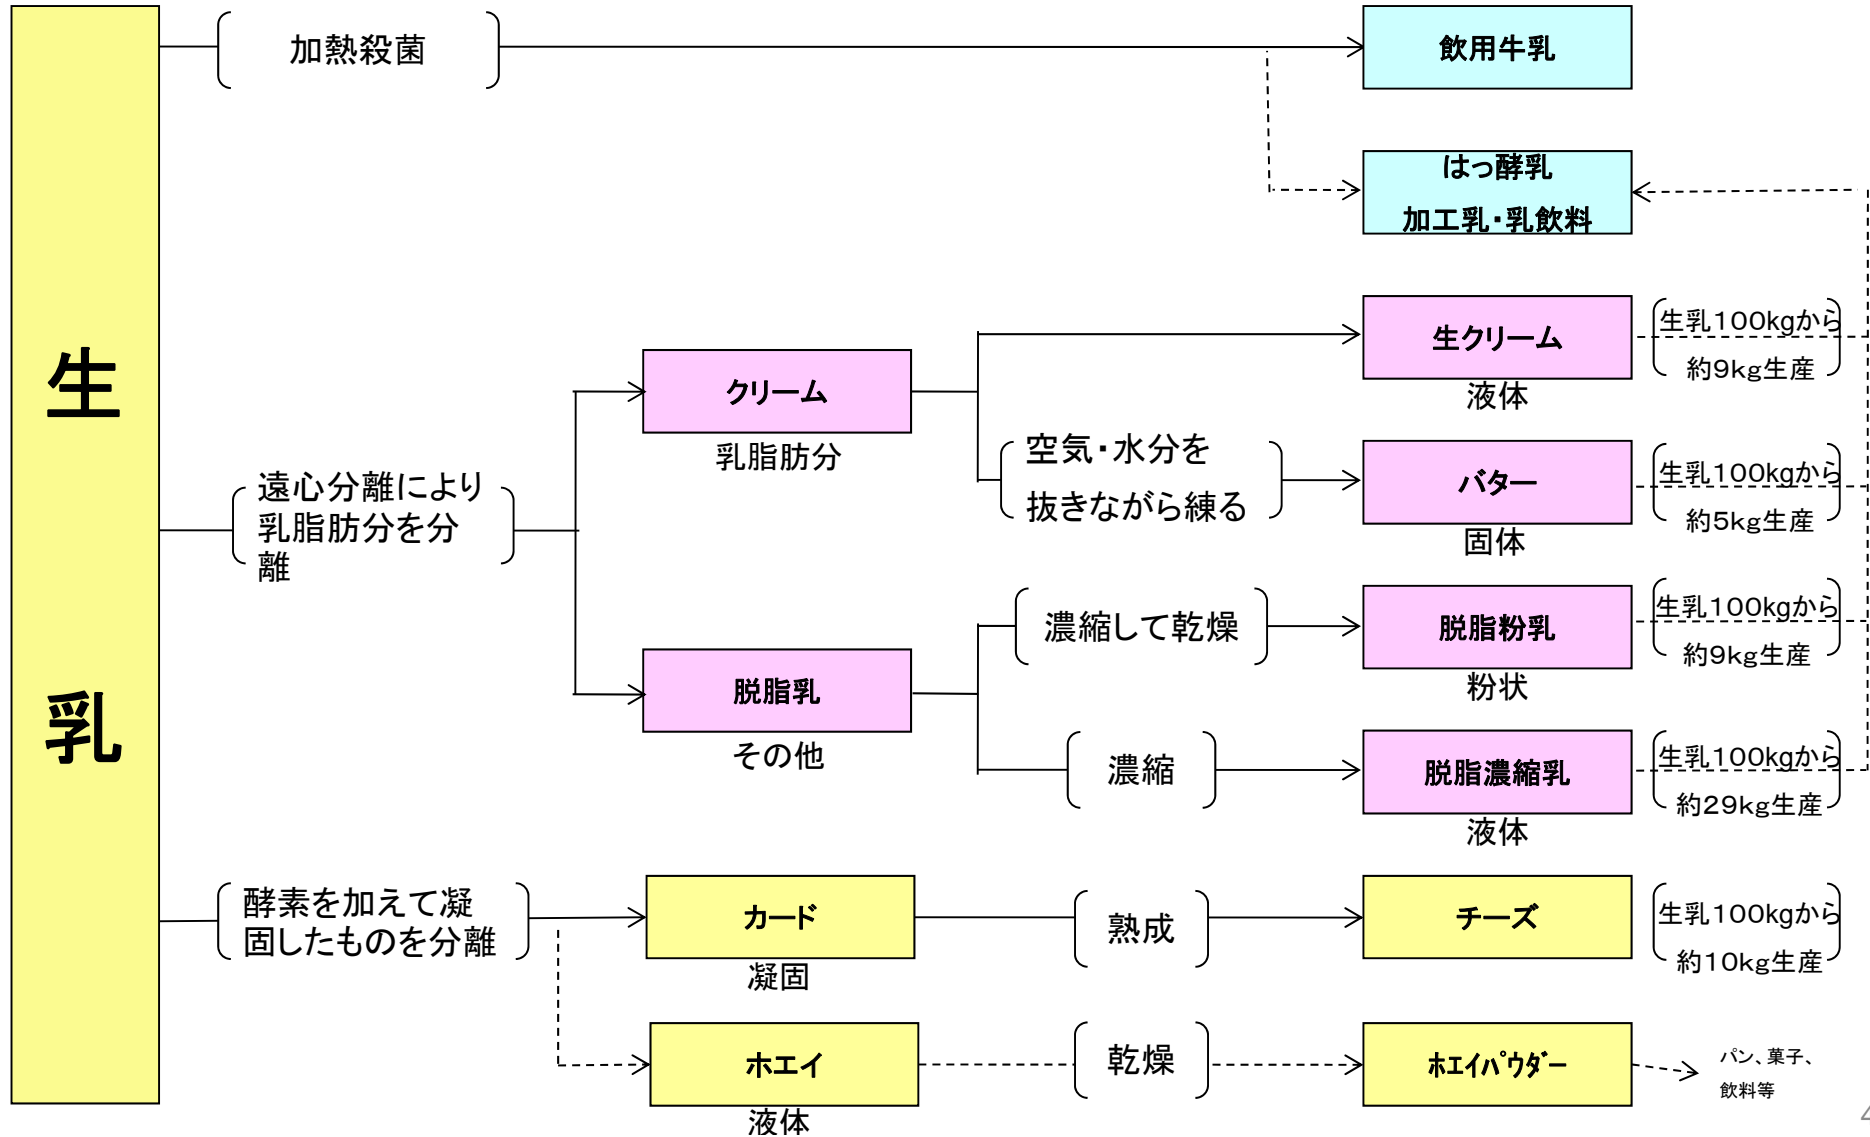 生
乳
加熱殺菌
飲用牛乳
はっ酵乳
加工乳・乳飲料
遠心分離により
乳脂肪分を分
離
クリーム
乳脂肪分
生クリーム
液体
生乳100kgから
約9kg生産
空気・水分を
抜きながら練る
バター
固体
生乳100kgから
約5kg生産
脱脂乳
その他
濃縮して乾燥
脱脂粉乳
粉状
生乳100kgから
約9kg生産
濃縮
脱脂濃縮乳
液体
生乳100kgから
約29kg生産
酵素を加えて凝
固したものを分離
カード
凝固
熟成
チーズ
生乳100kgから
約10kg生産
ホエイ
液体
乾燥
ﾎｴｲﾊﾟｳﾀﾞｰ
パン、菓子、
飲料等